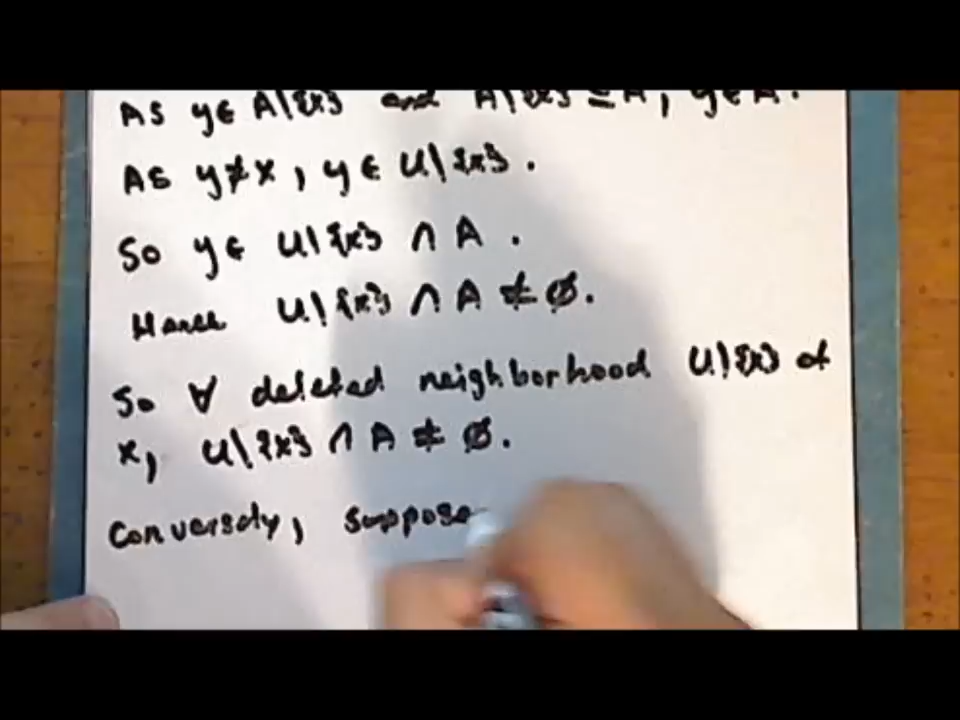 As y∈ A\{x} and A\{x} ⊆ A, y∈A.
As y≠x, y ∈ U\{x}.
So y∈ U\{x} ∩ A.
Hence U\{x} ∩ A ≠ ∅.
So ∀ deleted neighborhood U\{x} of
x, U\{x} ∩ A ≠ ∅.
Conversely, suppose